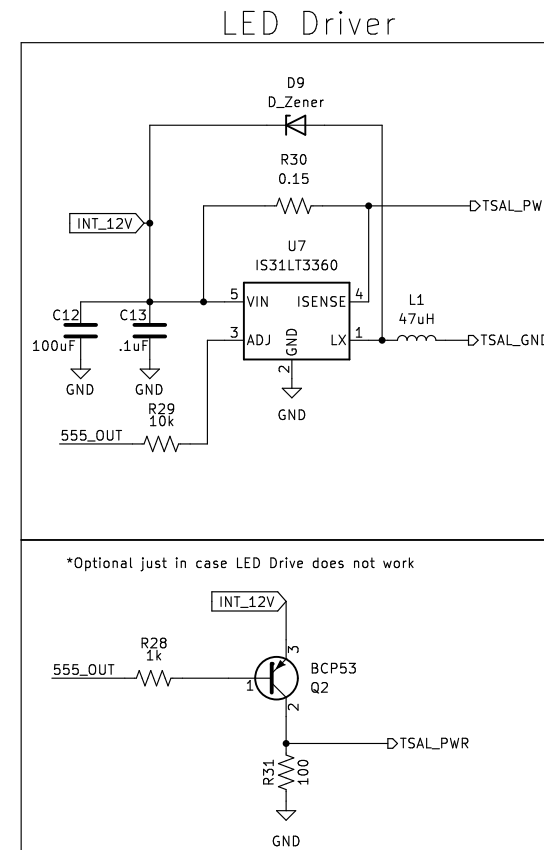 LED Driver
D9
D_Zener
R30
0.15
TSAL_PW
INT_12V
U7
IS31LT3360
5 VIN ISENSE 4
L1
47uH
C12
100uF
C13
.1uF
3 ADJ GND LX 1
TSAL_GND
2
GND
GND
GND
R29
10k
555_OUT
*Optional just in case LED Drive does not work
INT_12V
R28
1k
555_OUT
3
BCP53
1
Q2
2
TSAL_PWR
R31
100
GND